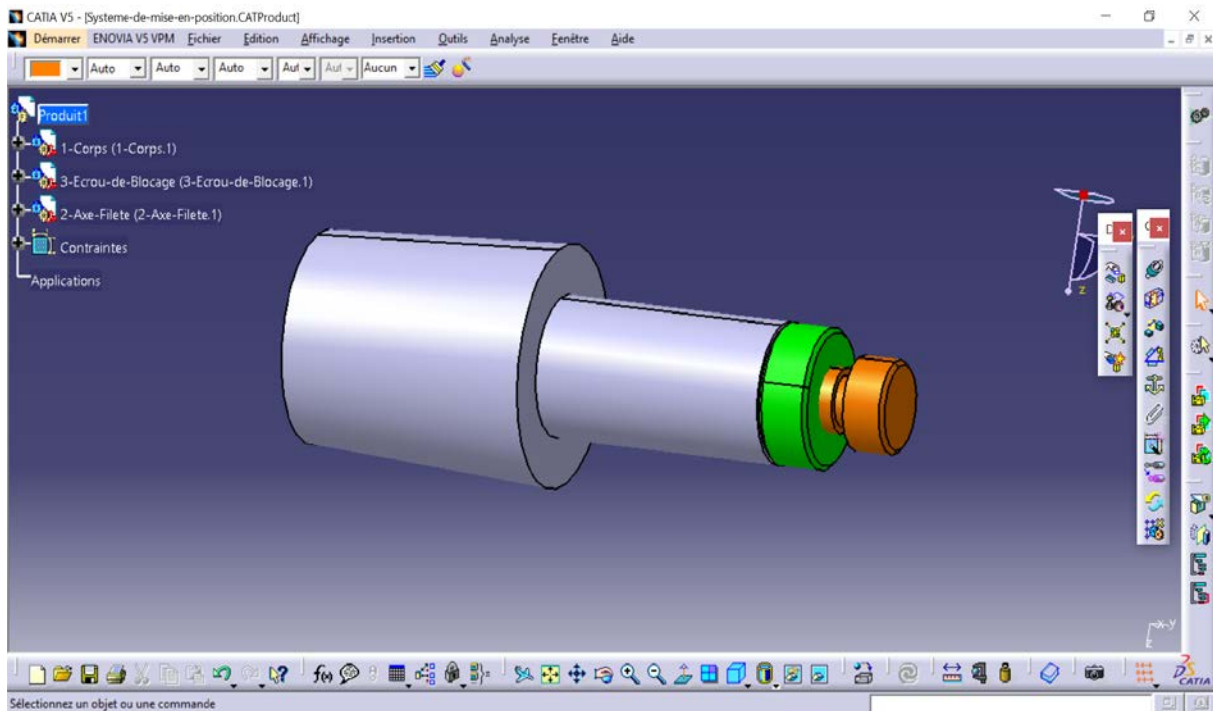 CATIA V5 - [Systeme-de-mise-en-position.CATProduct]
Démarrer ENOVIA V5 VPM Fichier Edition Affichage Insertion Outils Analyse Fenêtre Aide
Auto Auto Auto Aut Aut Aucun
Produit1
1-Corps (1-Corps.1)
3-Ecrou-de-Blocage (3-Ecrou-de-Blocage.1)
2-Axe-Filete (2-Axe-Filete.1)
Contraintes
Applications
D
z
x y
z
f(x)
CATIA
Sélectionnez un objet ou une commande